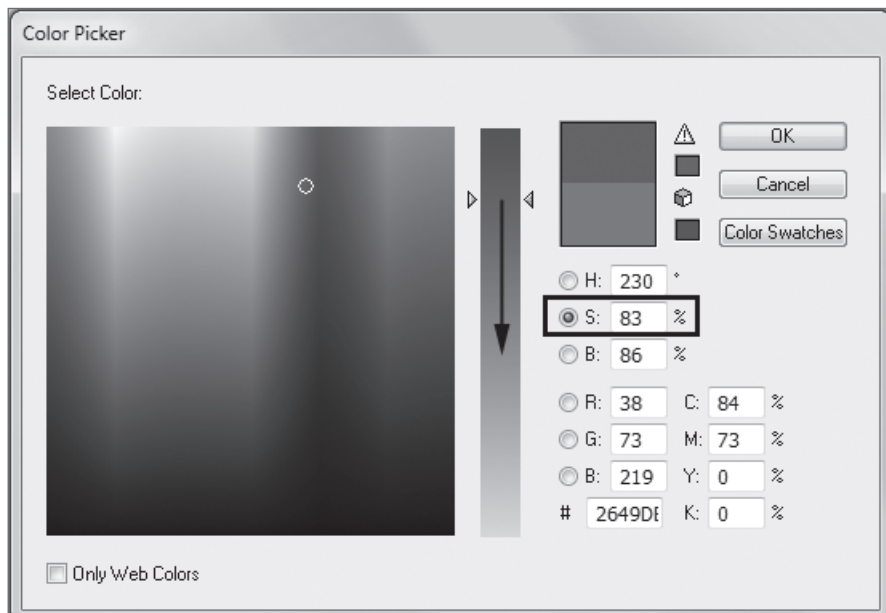 Color Picker
Select Color:
OK
Cancel
Color Swatches
H: 230 °
S: 83 %
B: 86 %
R: 38 C: 84 %
G: 73 M: 73 %
B: 219 Y: 0 %
# 2649DE K: 0 %
Only Web Colors